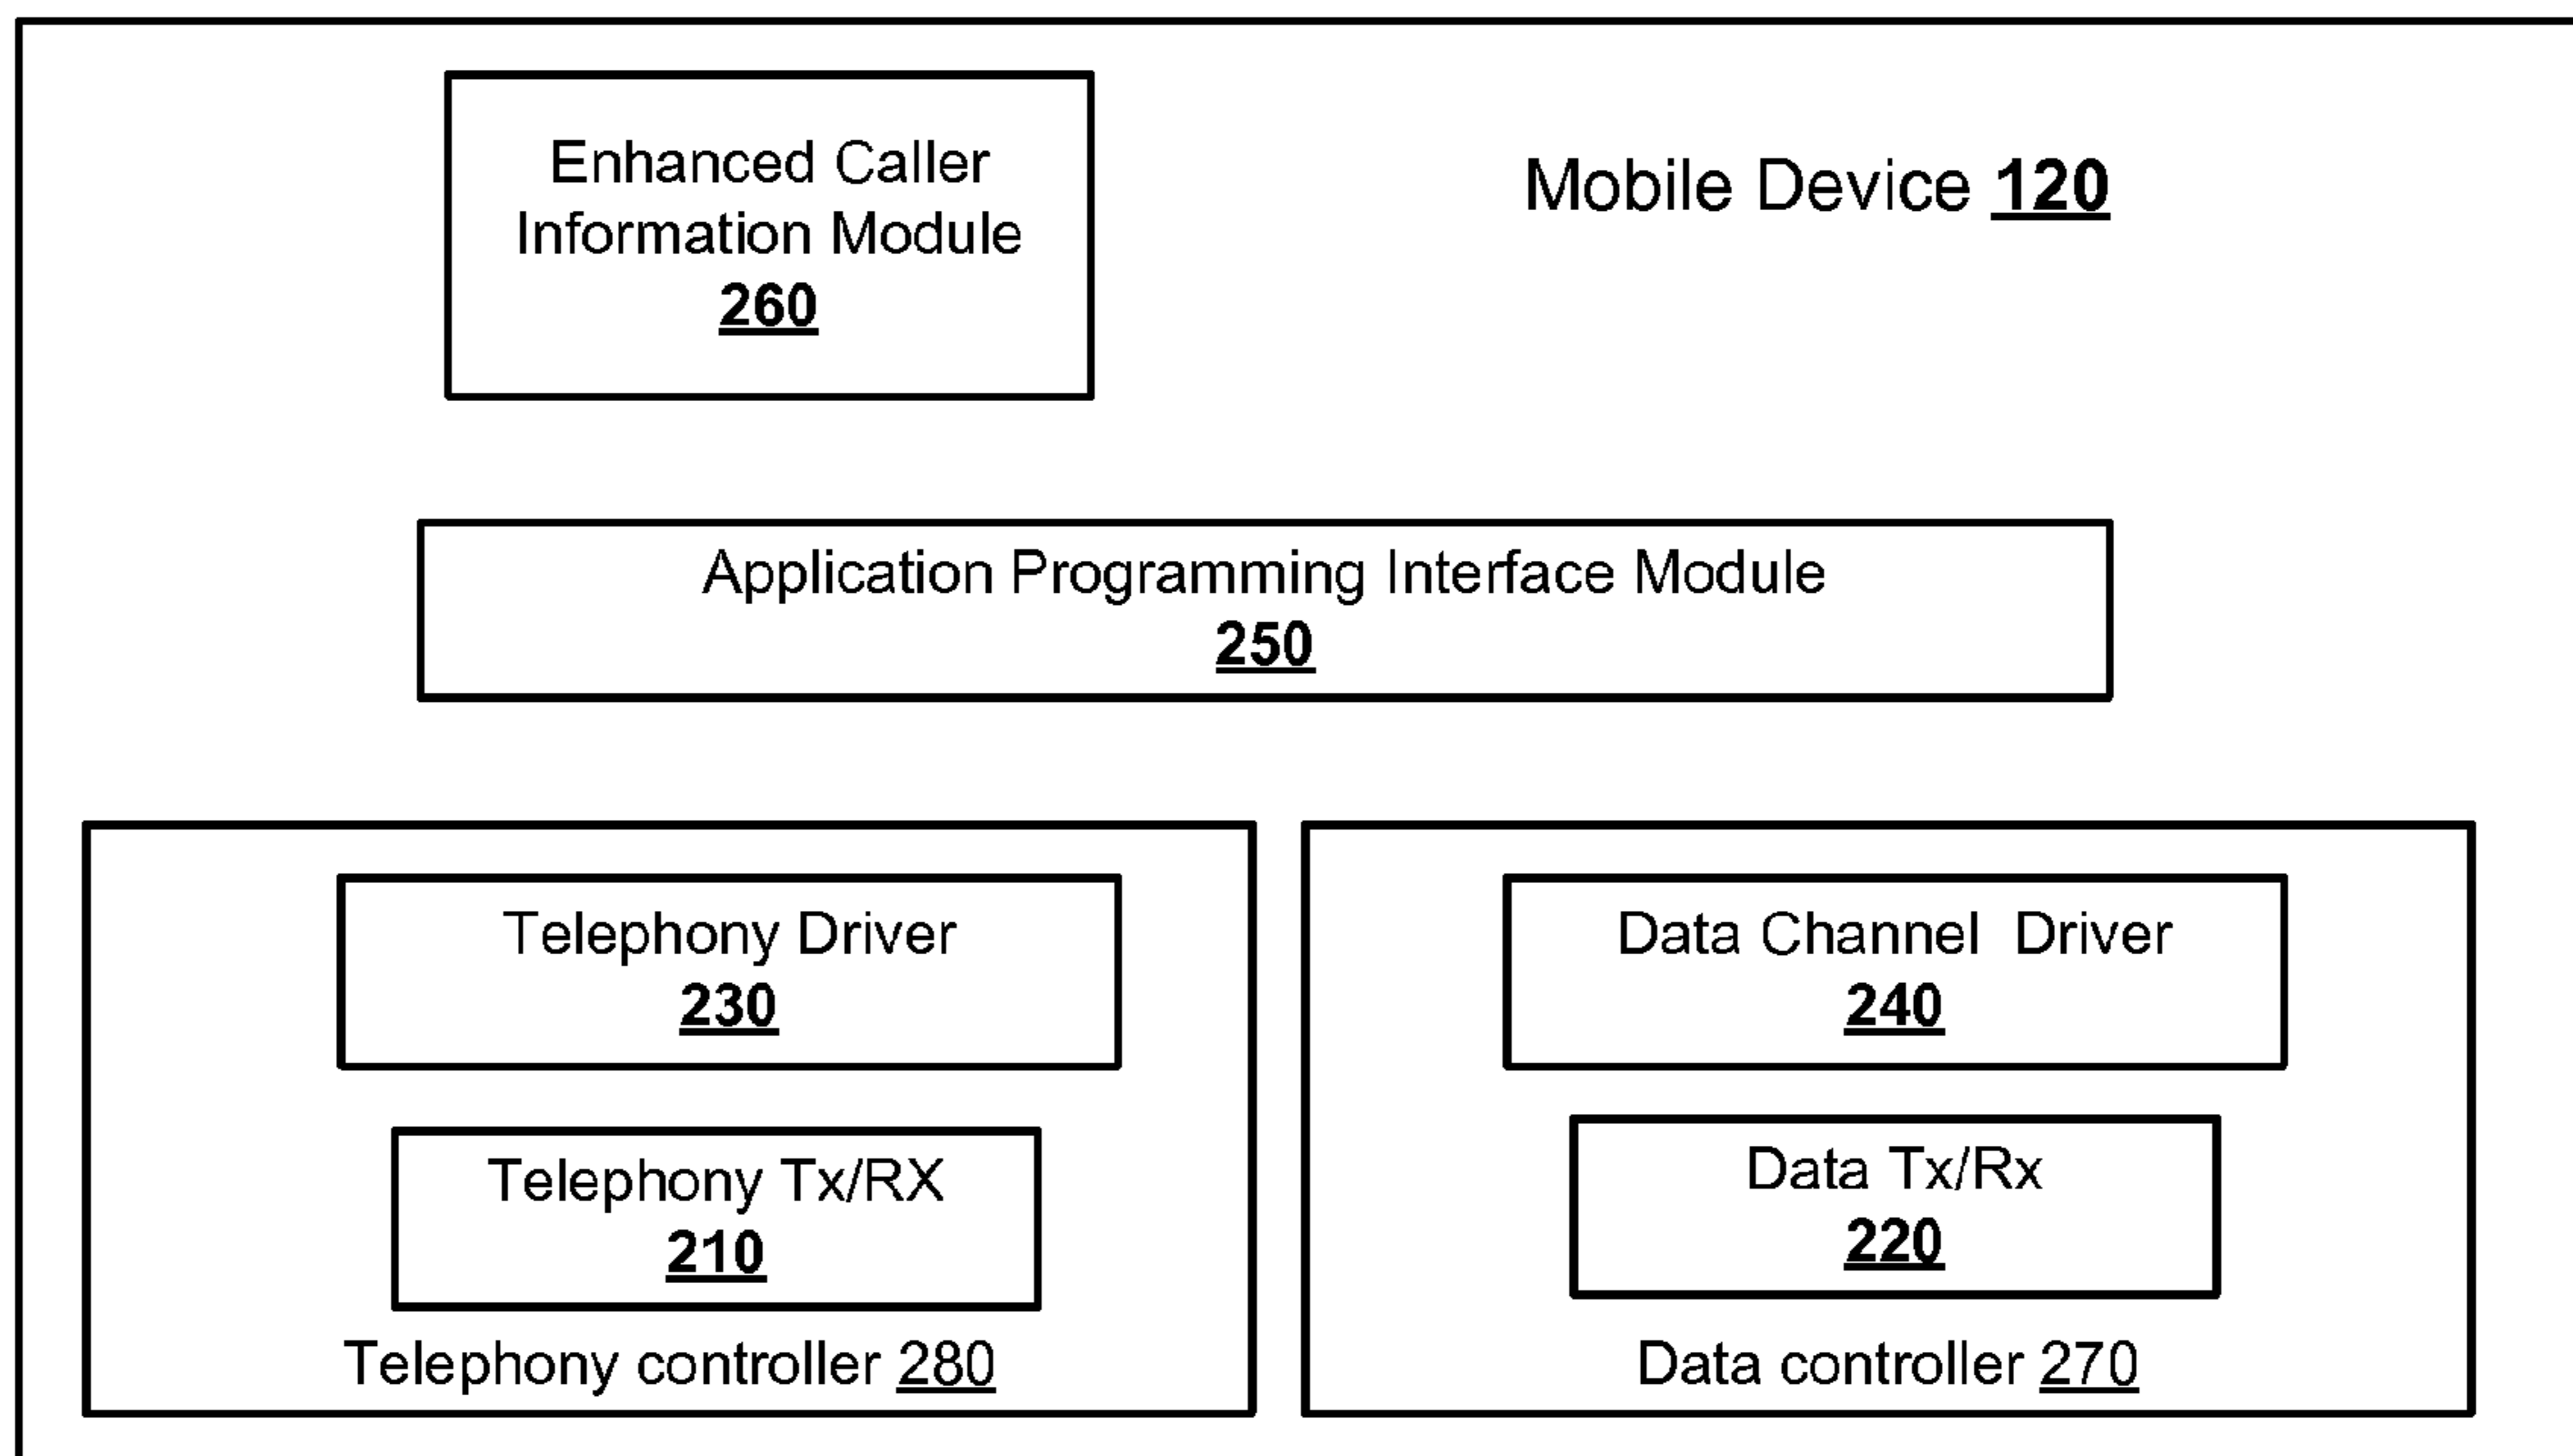 Enhanced Caller
Information Module
260
Mobile Device 120
Application Programming Interface Module
250
Telephony Driver
230
Telephony Tx/RX
210
Telephony controller 280
Data Channel  Driver
240
Data Tx/Rx
220
Data controller 270